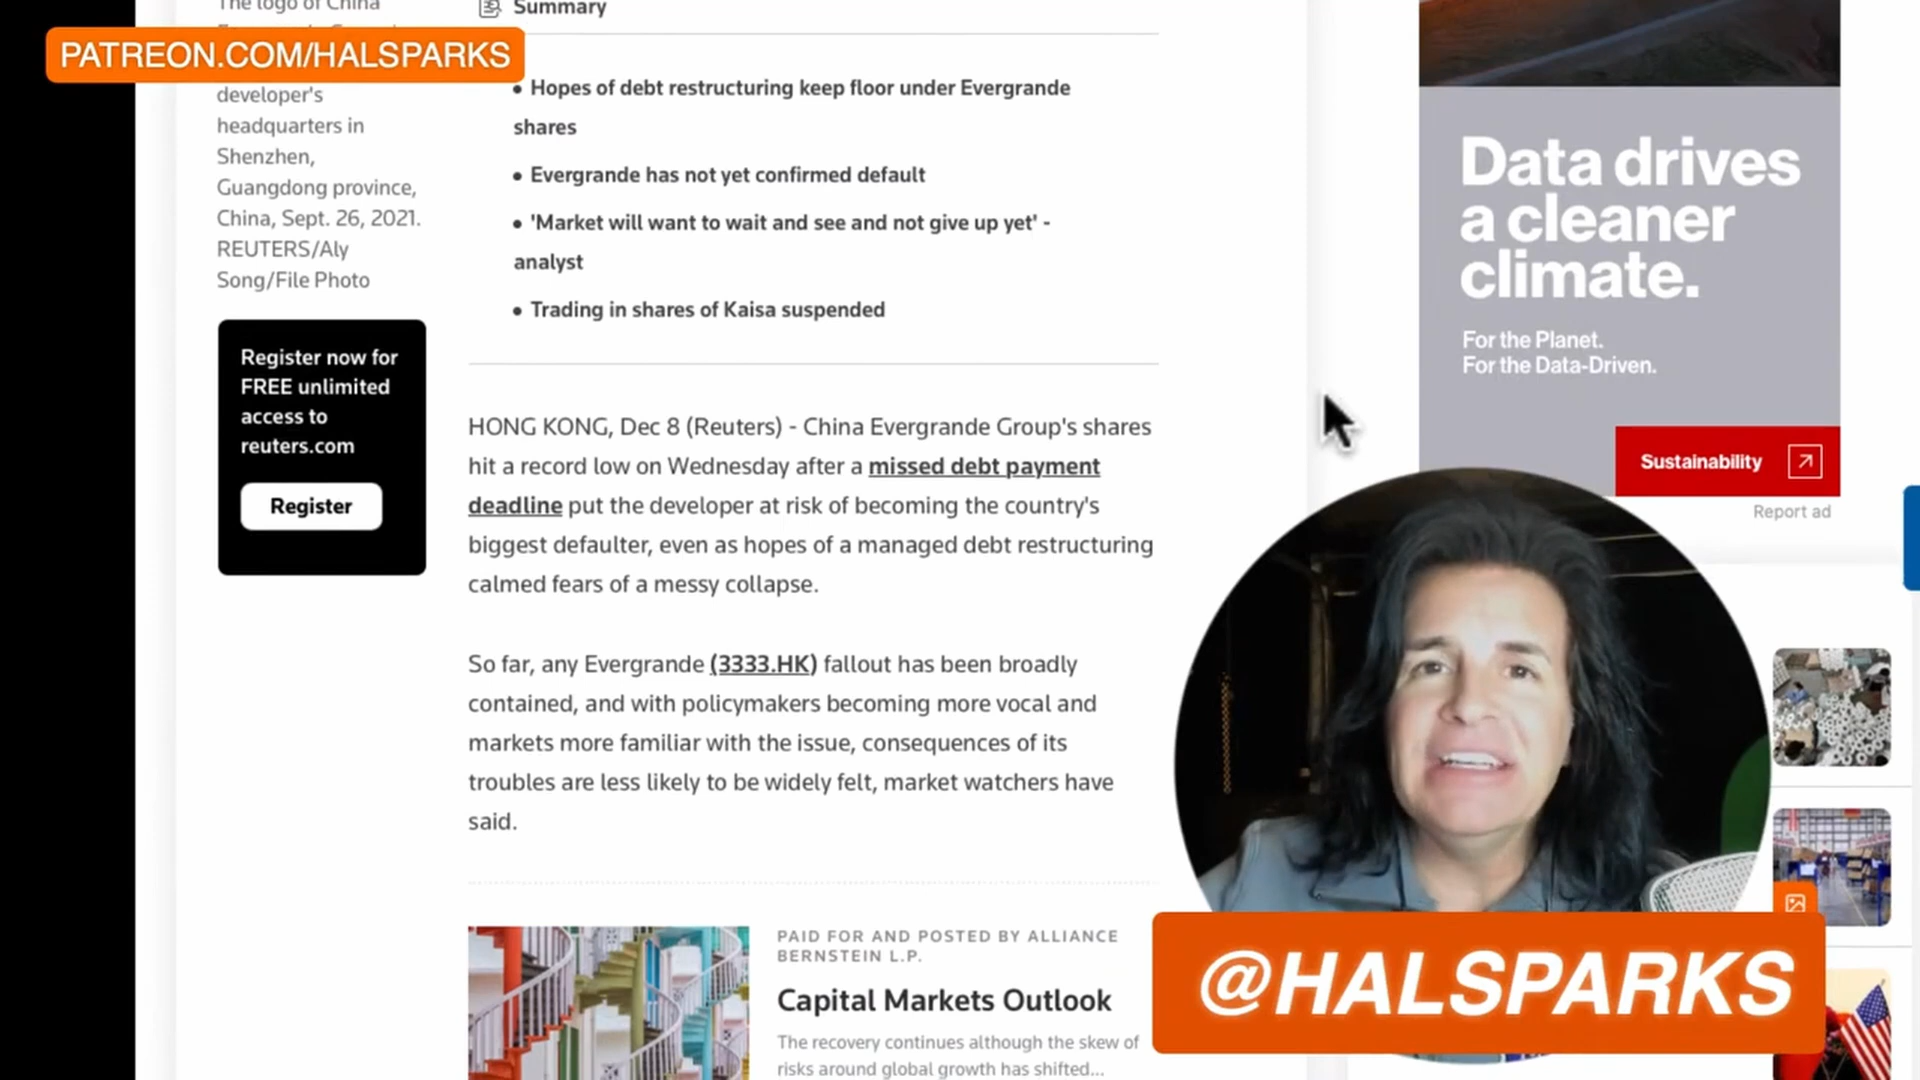 The logo of China
Summary
PATREON.COM/HALSPARKS
developer's
headquarters in
Shenzhen,
Guangdong province,
China, Sept. 26, 2021.
REUTERS/Aly
Song/File Photo
Register now for
FREE unlimited
access to
reuters.com
Register
• Hopes of debt restructuring keep floor under Evergrande
shares
• Evergrande has not yet confirmed default
• 'Market will want to wait and see and not give up yet' -
analyst
• Trading in shares of Kaisa suspended
HONG KONG, Dec 8 (Reuters) - China Evergrande Group's shares
hit a record low on Wednesday after a missed debt payment
deadline put the developer at risk of becoming the country's
biggest defaulter, even as hopes of a managed debt restructuring
calmed fears of a messy collapse.
So far, any Evergrande (3333.HK) fallout has been broadly
contained, and with policymakers becoming more vocal and
markets more familiar with the issue, consequences of its
troubles are less likely to be widely felt, market watchers have
said.
PAID FOR AND POSTED BY ALLIANCE
BERNSTEIN L.P.
Capital Markets Outlook
The recovery continues although the skew of
risks around global growth has shifted...
Data drives
a cleaner
climate.
For the Planet.
For the Data-Driven.
Sustainability
Report ad
@HALSPARKS